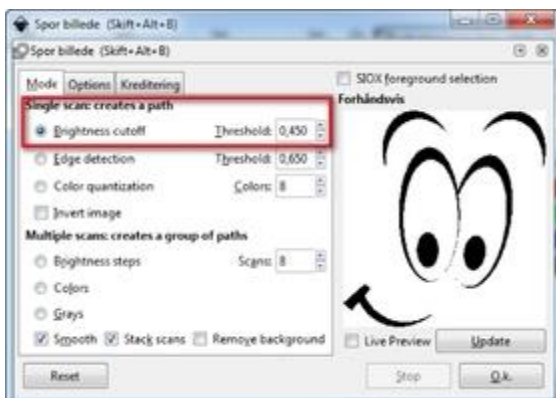 Spor billede (Skift+Alt+B)
Spor billede (Skift+Alt+B)
Mode Options Kreditering
SIOX foreground selection
Single scan: creates a path
Forhåndsvis
Brightness cutoff Threshold: 0,450
Edge detection Threshold: 0,650
Color quantization Colors: 8
Invert image
Multiple scans: creates a group of paths
Brightness steps Scans: 8
Colors
Grays
Smooth Stack scans Remove background
Live Preview Update
Reset Stop O.k.